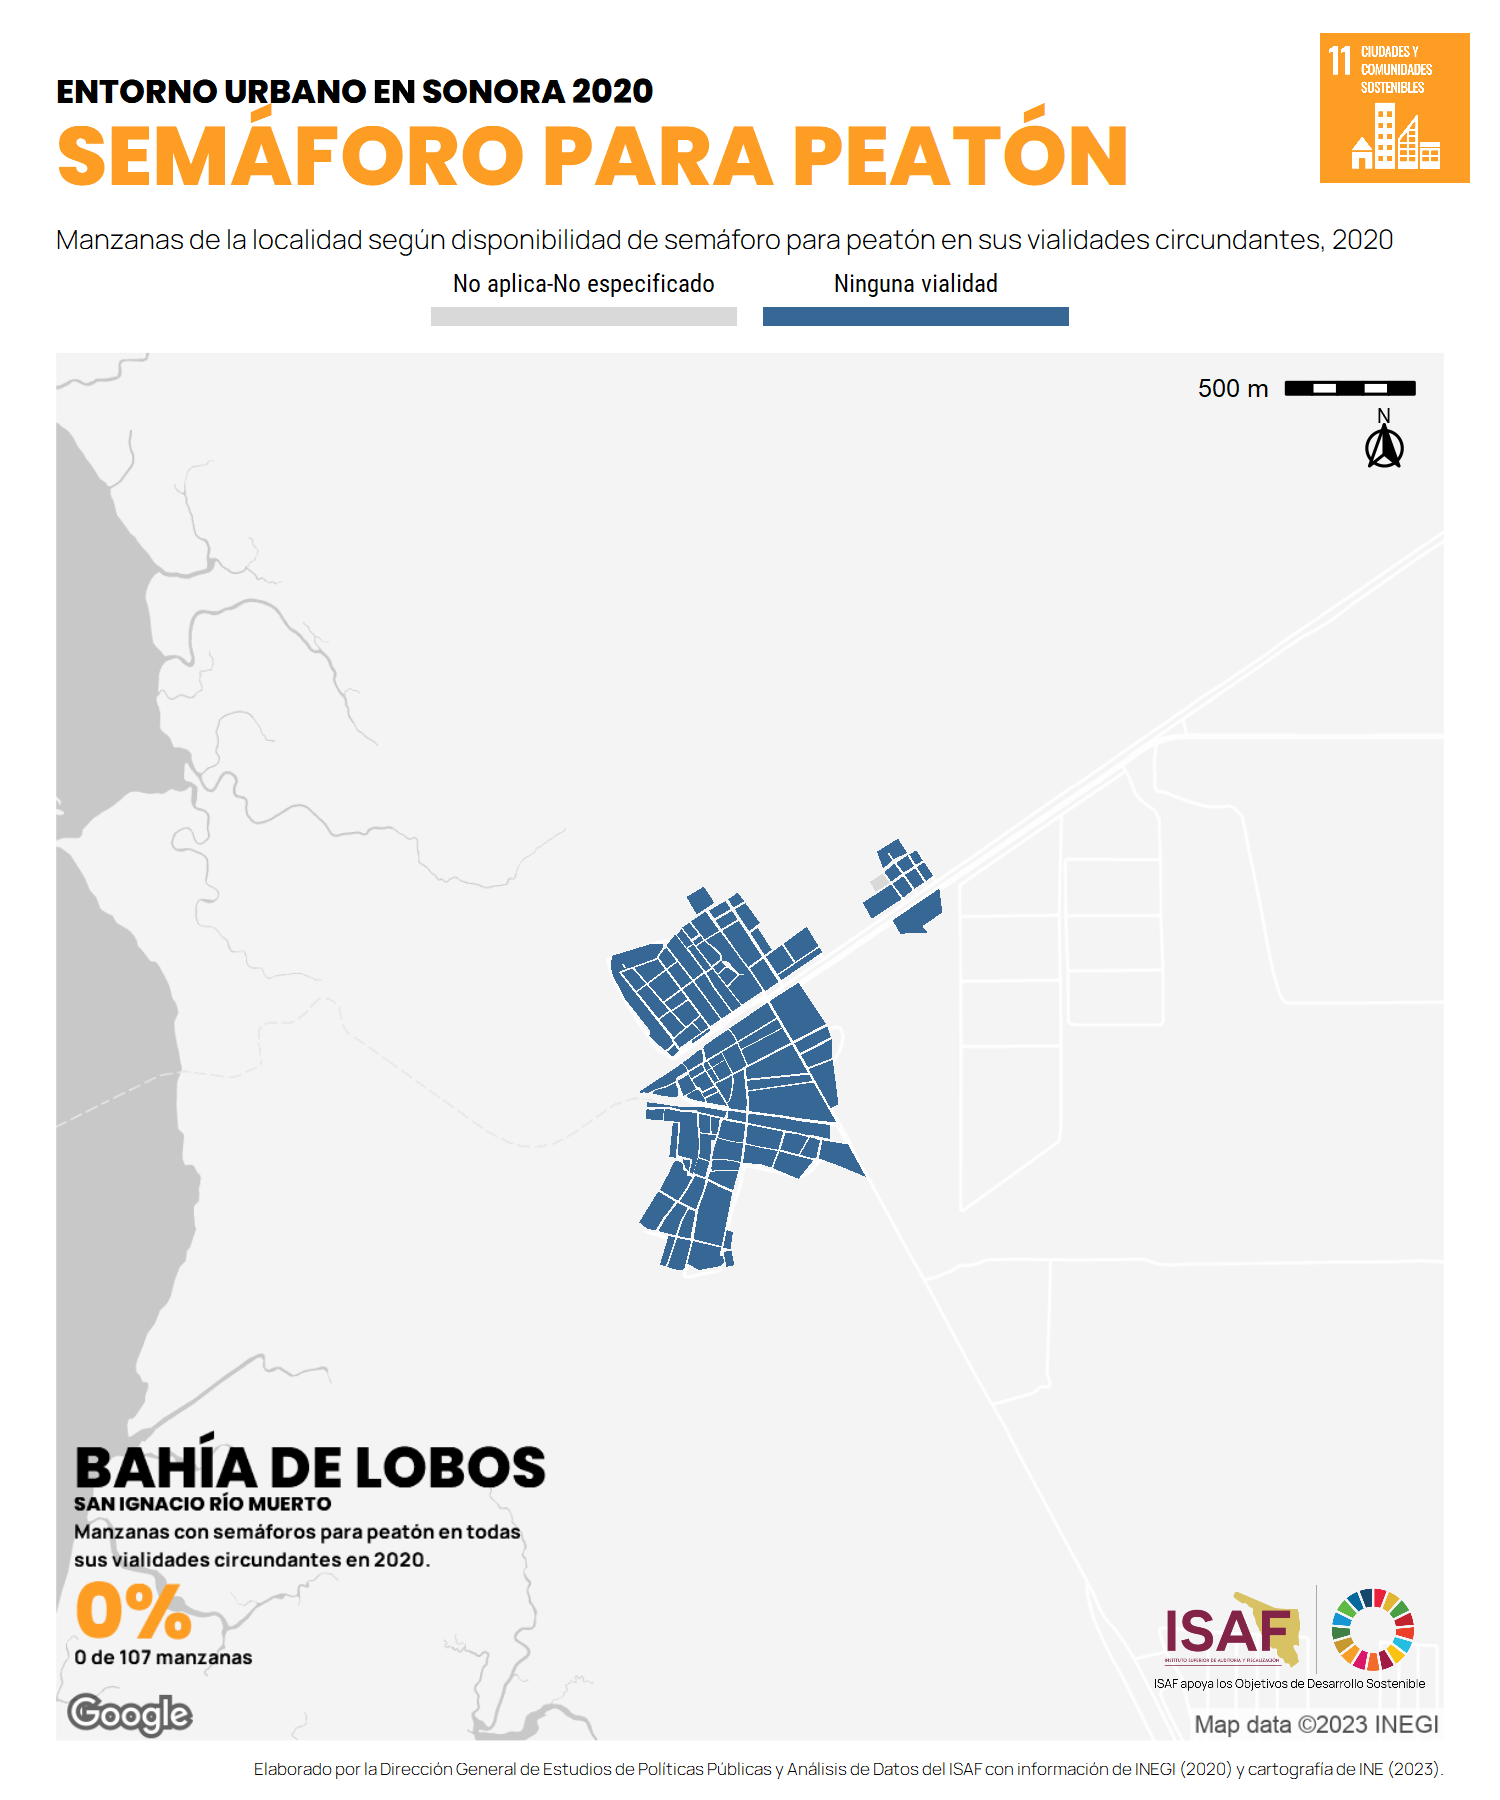 ENTORNO URBANO EN SONORA 2020
SEMÁFORO PARA PEATÓN
11 CIUDADES Y
COMUNIDADES
SOSTENIBLES
Manzanas de la localidad según disponibilidad de semáforo para peatón en sus vialidades circundantes, 2020
No aplica-No especificado
Ninguna vialidad
500 m
N
BAHÍA DE LOBOS
SAN IGNACIO RÍO MUERTO
Manzanas con semáforos para peatón en todas
sus vialidades circundantes en 2020.
0%
0 de 107 manzanas
Google
ISAF
INSTITUTO SUPERIOR DE AUDITORÍA Y FISCALIZACIÓN
ISAF apoya los Objetivos de Desarrollo Sostenible
Map data ©2023 INEGI
Elaborado por la Dirección General de Estudios de Políticas Públicas y Análisis de Datos del ISAF con información de INEGI (2020) y cartografía de INE (2023).